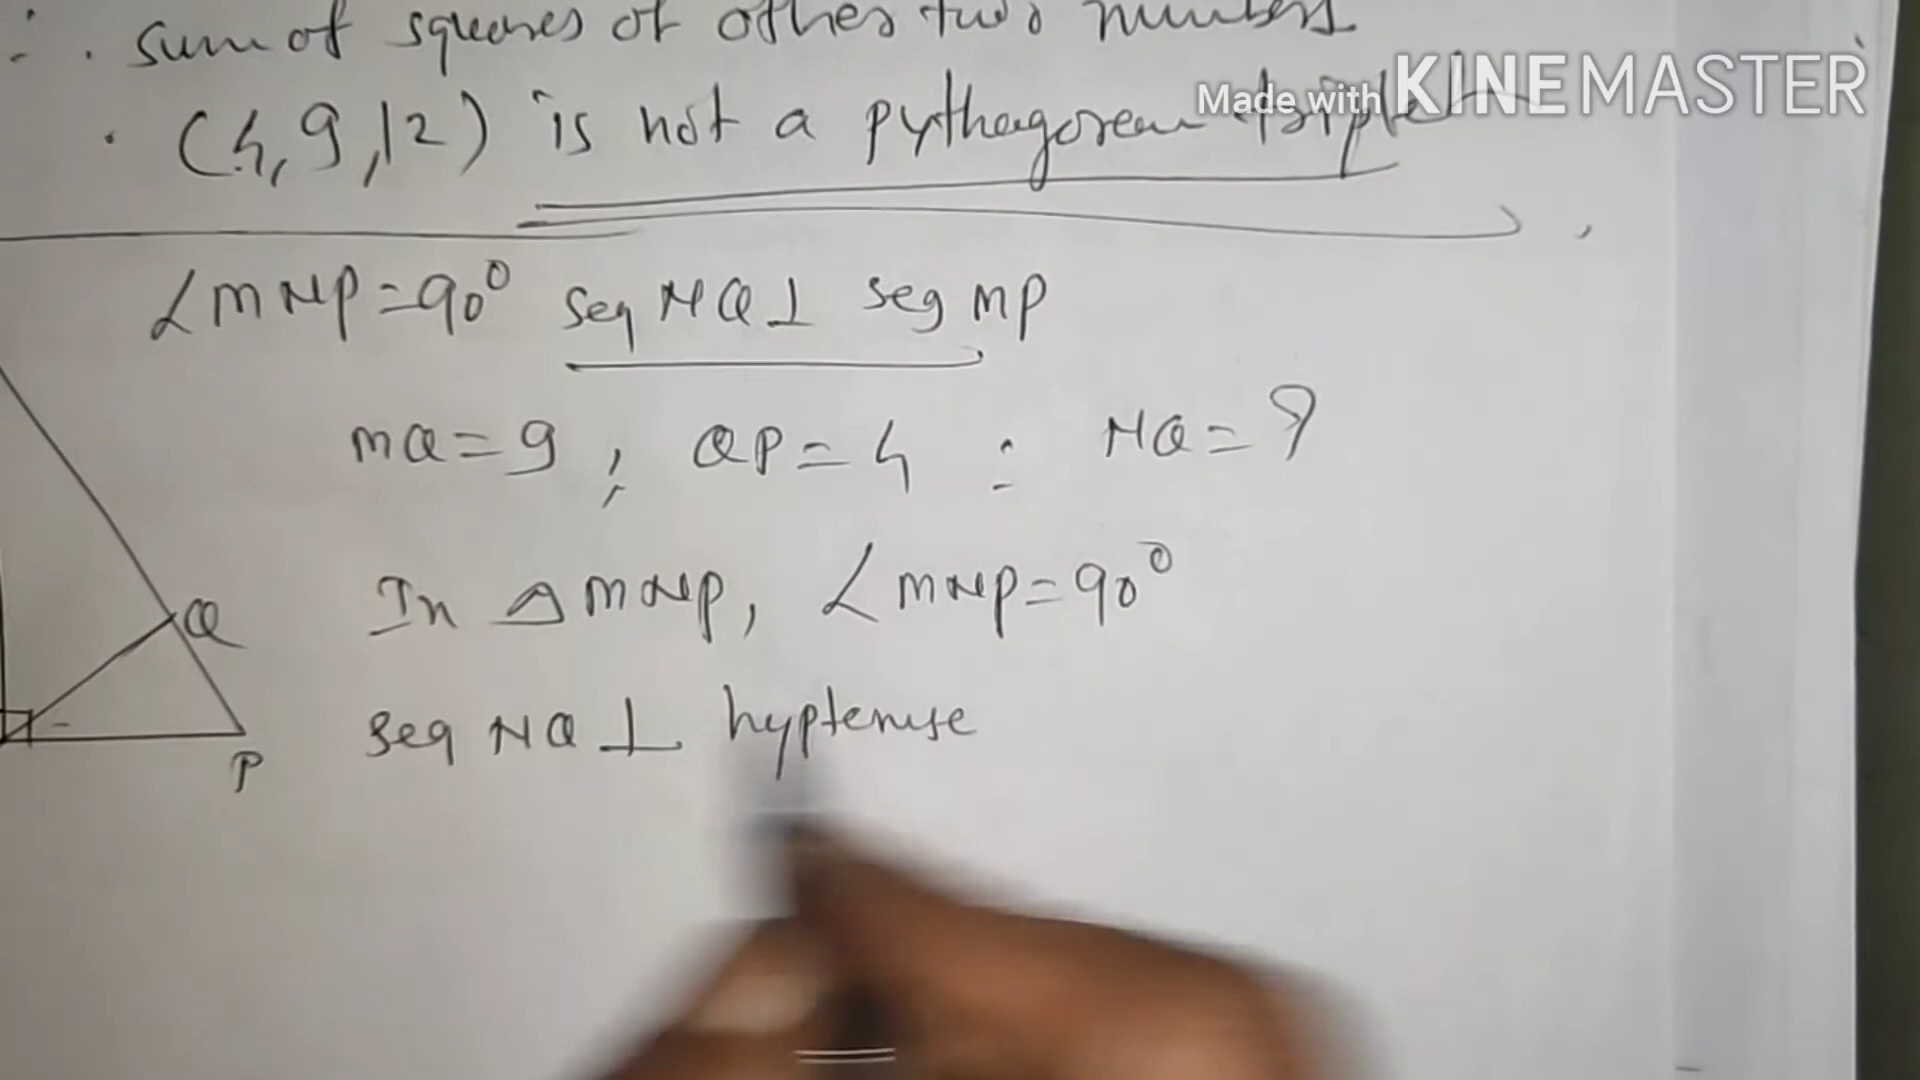 ∴ sum of squares of other two numbers
Made with KINEMASTER
∴ (4,9,12) is not a pythagorean triplet
∠MNP=90° seg NQ⊥ seg MP
MQ=9 ; QP=4 : NQ=?
In △MNP, ∠MNP=90°
Q
seg NQ⊥ hyptenuse
P